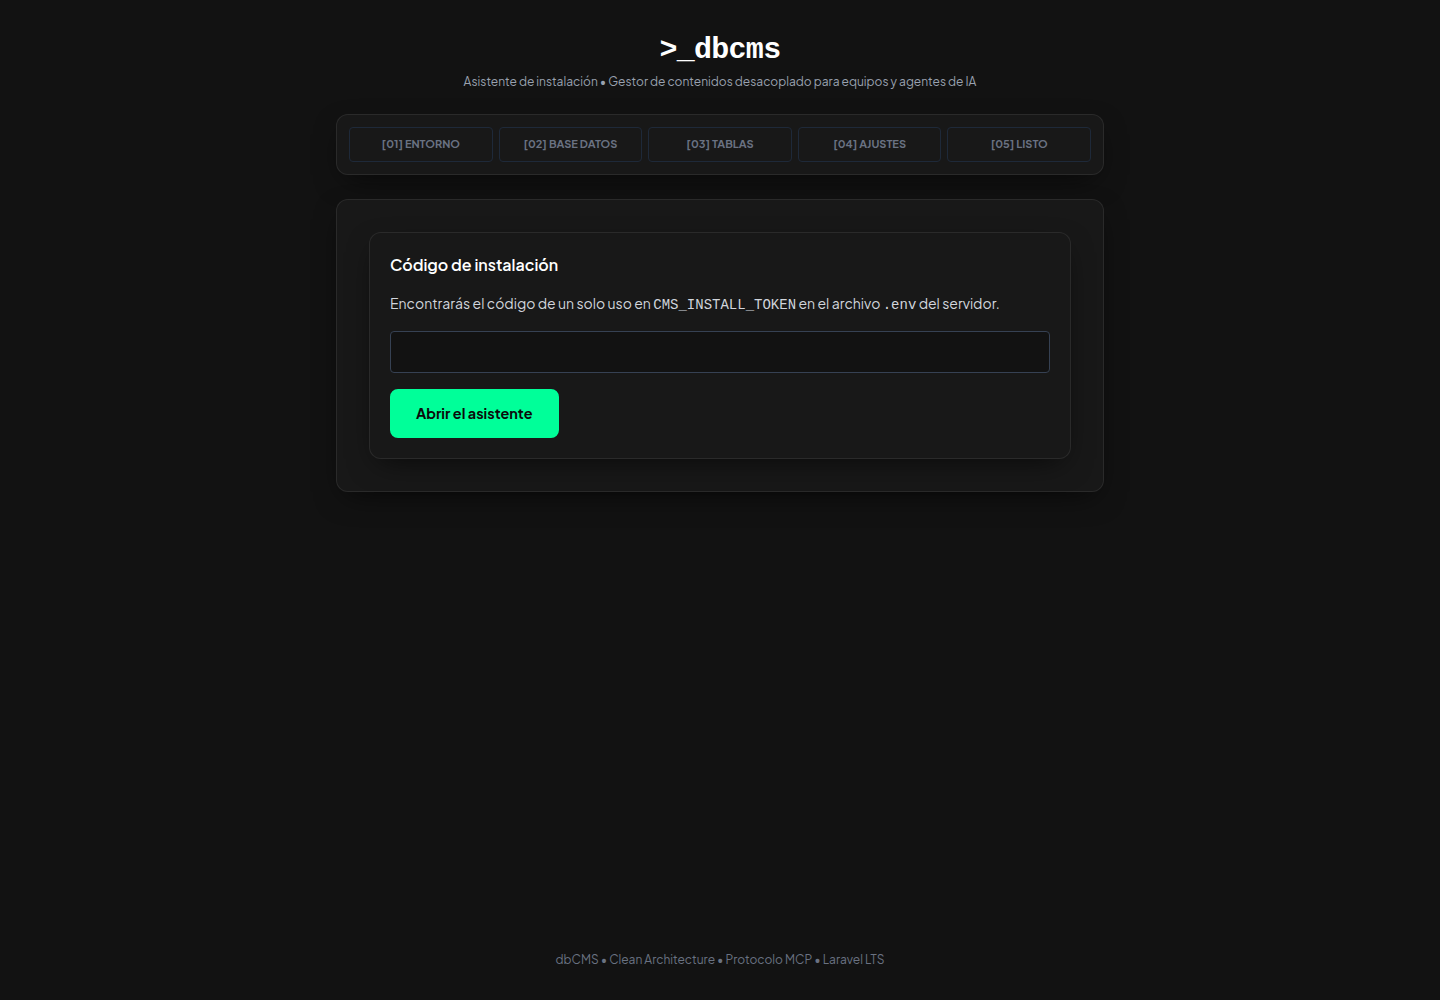 >_dbcms
Asistente de instalación • Gestor de contenidos desacoplado para equipos y agentes de IA
[01] ENTORNO
[02] BASE DATOS
[03] TABLAS
[04] AJUSTES
[05] LISTO
Código de instalación
Encontrarás el código de un solo uso en CMS_INSTALL_TOKEN en el archivo .env del servidor.
Abrir el asistente
dbCMS • Clean Architecture • Protocolo MCP • Laravel LTS